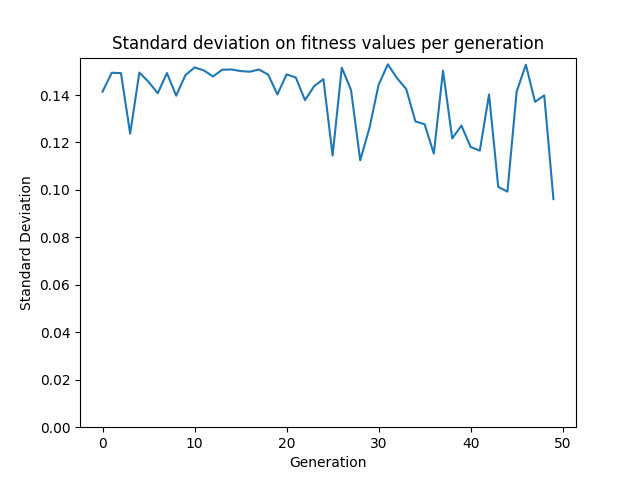 Standard deviation on fitness values per generation
Standard Deviation
0.14
0.12
0.10
0.08
0.06
0.04
0.02
0.00
0 10 20 30 40 50
Generation